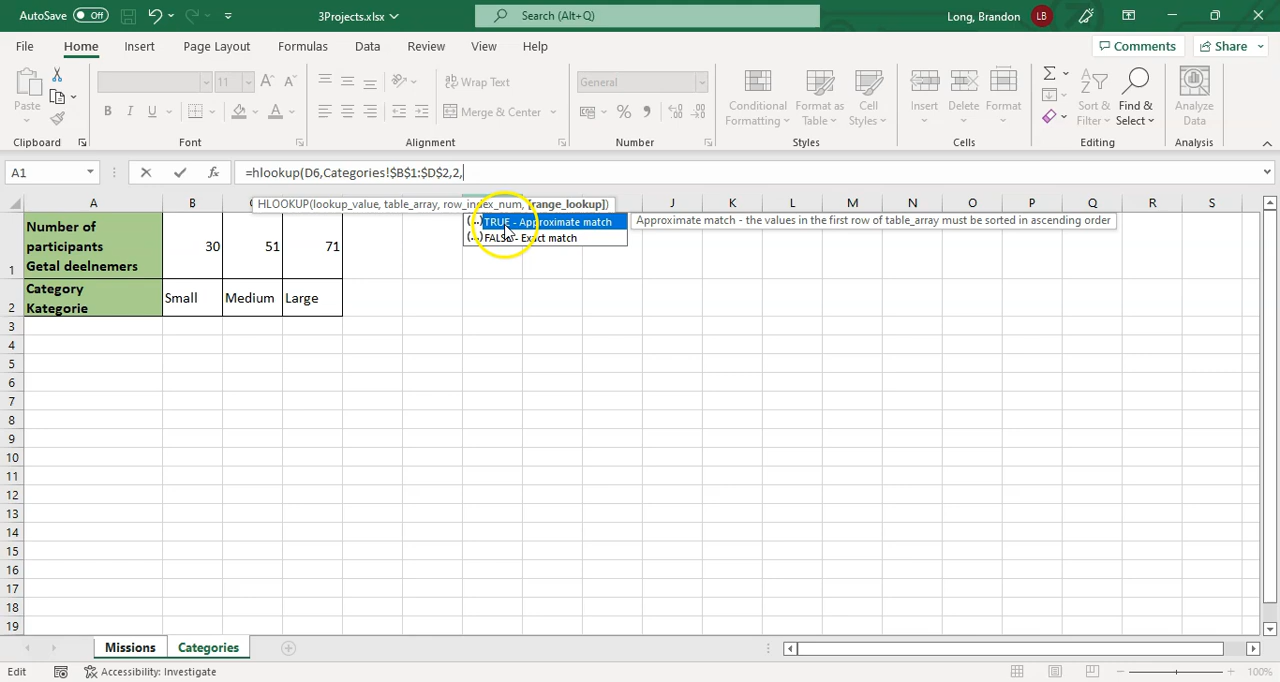 AutoSave Off 3Projects.xlsx Search (Alt+Q) Long, Brandon LB
File Home Insert Page Layout Formulas Data Review View Help Comments Share
Paste 11 Wrap Text General Conditional Formatting Format as Table Cell Styles Insert Delete Format Sort & Filter Find & Select Analyze Data
Merge & Center
Clipboard Font Alignment Number Styles Cells Editing Analysis
A1 =hlookup(D6,Categories!$B$1:$D$2,2,
HLOOKUP(lookup_value, table_array, row_index_num, [range_lookup])
A B J K L M N O P Q R S
TRUE - Approximate match Approximate match - the values in the first row of table_array must be sorted in ascending order
FALSE - Exact match
Number of
participants
Getal deelnemers
1 30 51 71
Category
Kategorie
2 Small Medium Large
3
4
5
6
7
8
9
10
11
12
13
14
15
16
17
18
19
Missions Categories
Edit Accessibility: Investigate 100%